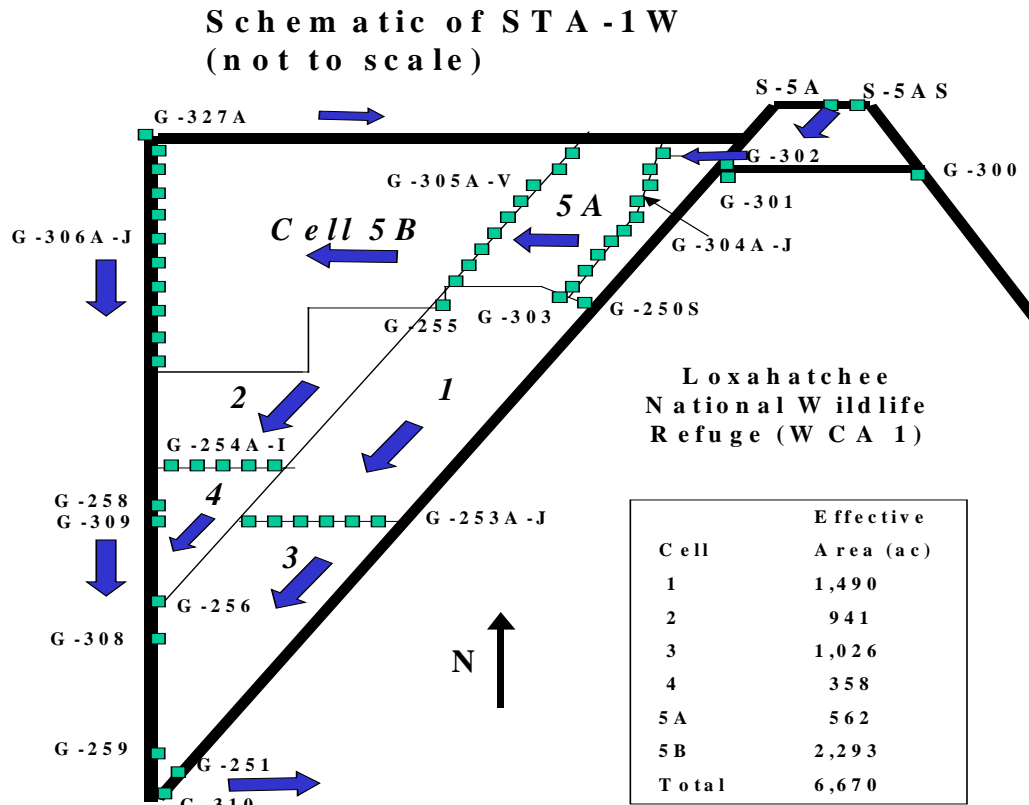 Schematic of STA-1W
(not to scale)
S-5A
S-5AS
G-327A
G-302
G-300
G-305A-V
5A
G-301
Cell 5B
G-306A-J
G-304A-J
G-255
G-303
G-250S
Loxahatchee
National Wildlife
Refuge (WCA 1)
2
1
G-254A-I
G-258
4
G-309
G-253A-J
3
G-256
G-308
N
G-259
G-251
G-310
Effective
Cell Area (ac)
1 1,490
2 941
3 1,026
4 358
5A 562
5B 2,293
Total 6,670